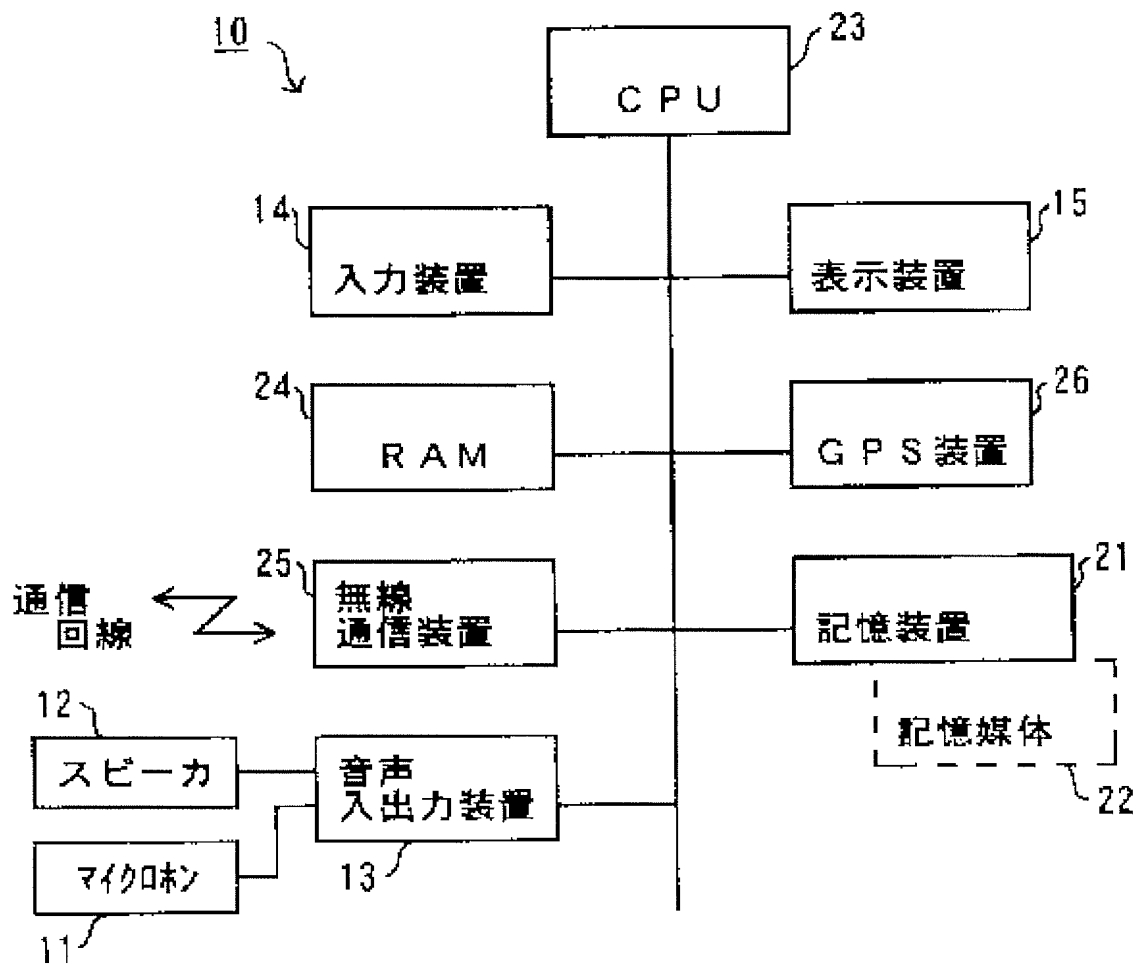 10
23
CPU
14
入力装置
15
表示装置
24
RAM
26
GPS装置
25
無線
通信装置
通信
回線
21
記憶装置
記憶媒体
22
12
スピーカ
音声
入出力装置
13
マイクロホン
11